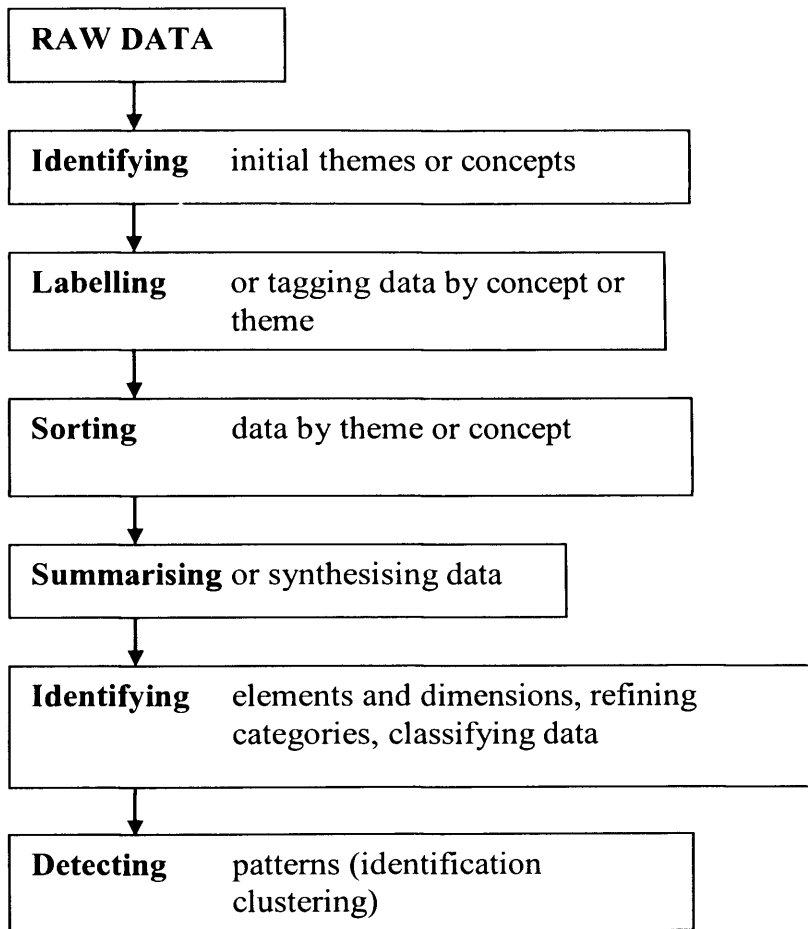 RAW DATA
Identifying initial themes or concepts
Labelling or tagging data by concept or
theme
Sorting data by theme or concept
Summarising or synthesising data
Identifying elements and dimensions, refining
categories, classifying data
Detecting patterns (identification
clustering)